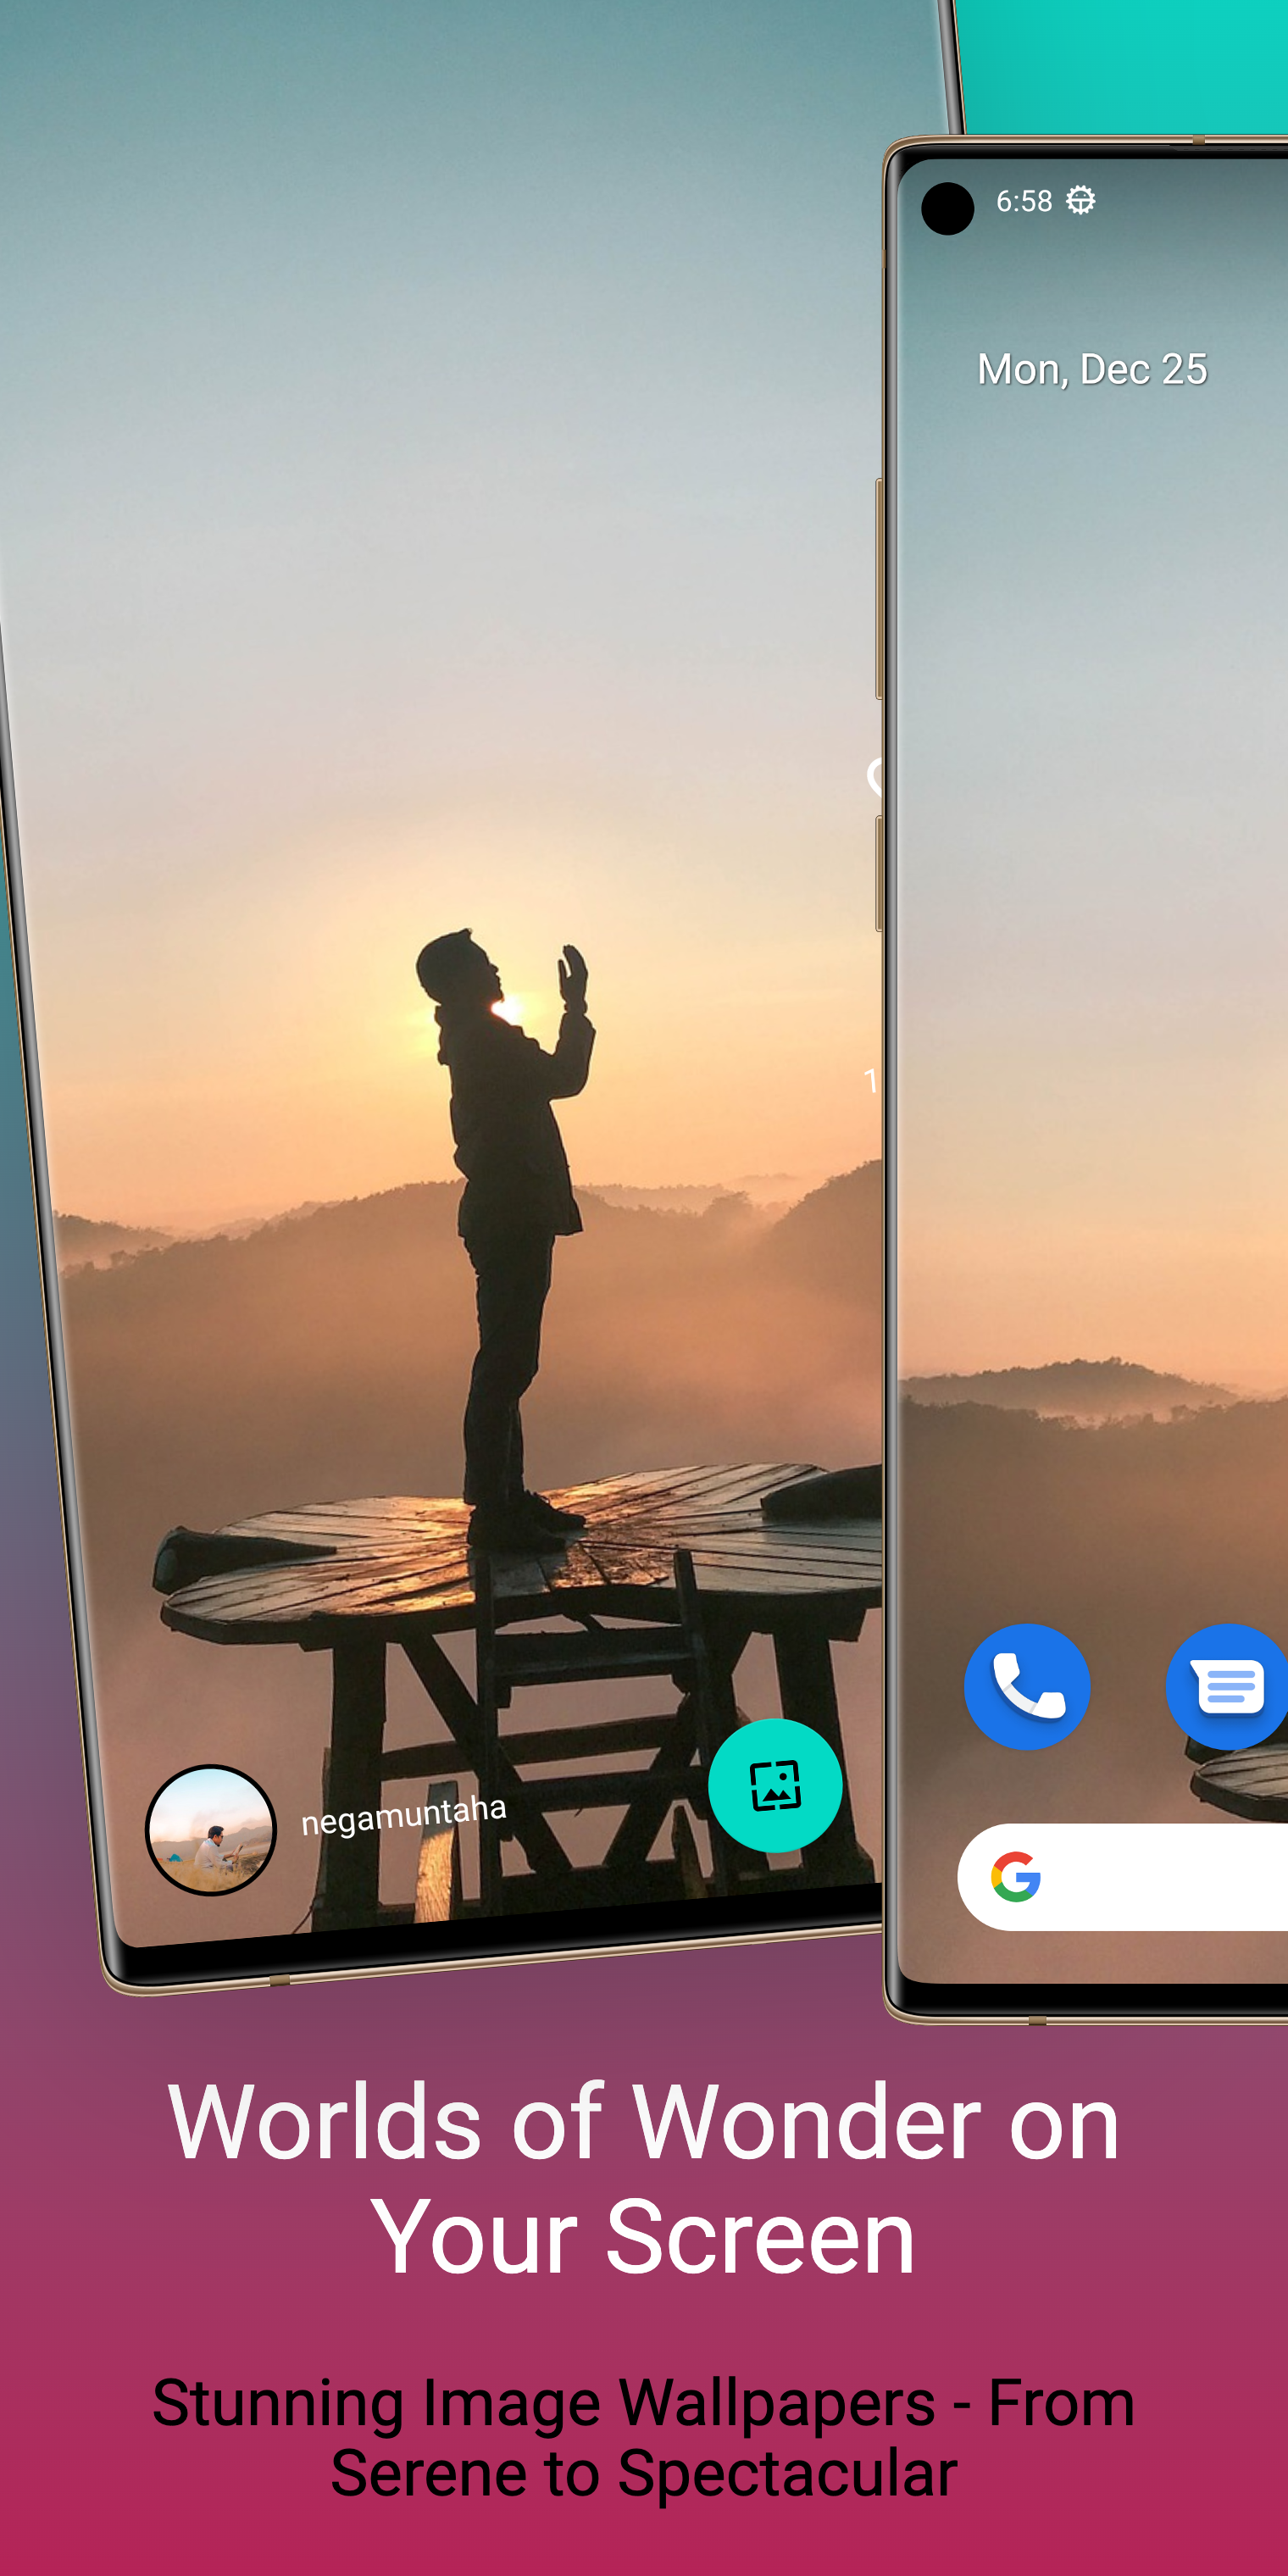 6:58
Mon, Dec 25
1
negamuntaha
Worlds of Wonder on
Your Screen
Stunning Image Wallpapers - From
Serene to Spectacular